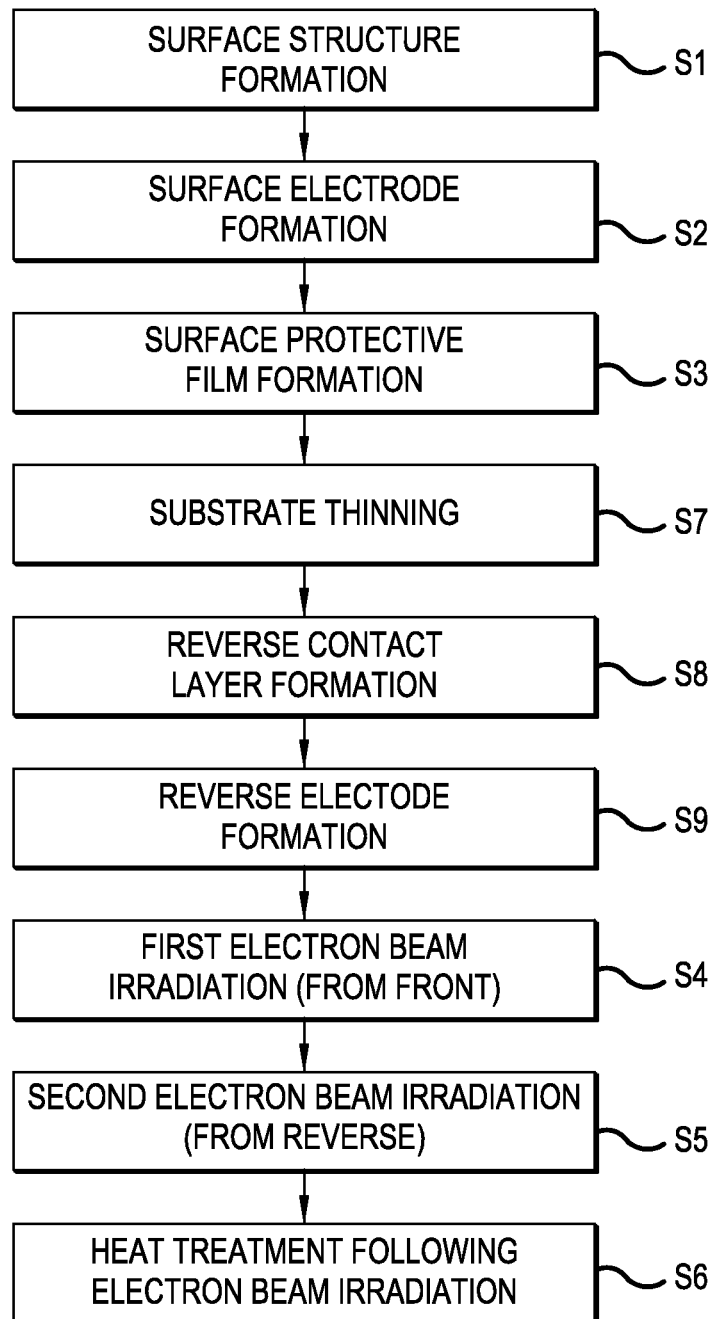 SURFACE STRUCTURE
FORMATION
S1
SURFACE ELECTRODE
FORMATION
S2
SURFACE PROTECTIVE
FILM FORMATION
S3
SUBSTRATE THINNING
S7
REVERSE CONTACT
LAYER FORMATION
S8
REVERSE ELECTODE
FORMATION
S9
FIRST ELECTRON BEAM
IRRADIATION (FROM FRONT)
S4
SECOND ELECTRON BEAM IRRADIATION
(FROM REVERSE)
S5
HEAT TREATMENT FOLLOWING
ELECTRON BEAM IRRADIATION
S6